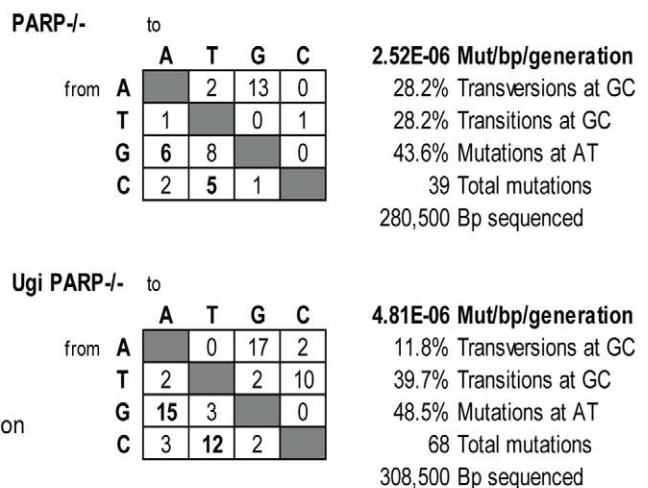 PARP-/- to
A T G C 2.52E-06 Mut/bp/generation
from A 2 13 0 28.2% Transversions at GC
T 1 0 1 28.2% Transitions at GC
G 6 8 0 43.6% Mutations at AT
C 2 5 1 39 Total mutations
280,500 Bp sequenced
Ugi PARP-/- to
A T G C 4.81E-06 Mut/bp/generation
from A 0 17 2 11.8% Transversions at GC
T 2 2 10 39.7% Transitions at GC
G 15 3 0 48.5% Mutations at AT
on C 3 12 2 68 Total mutations
308,500 Bp sequenced